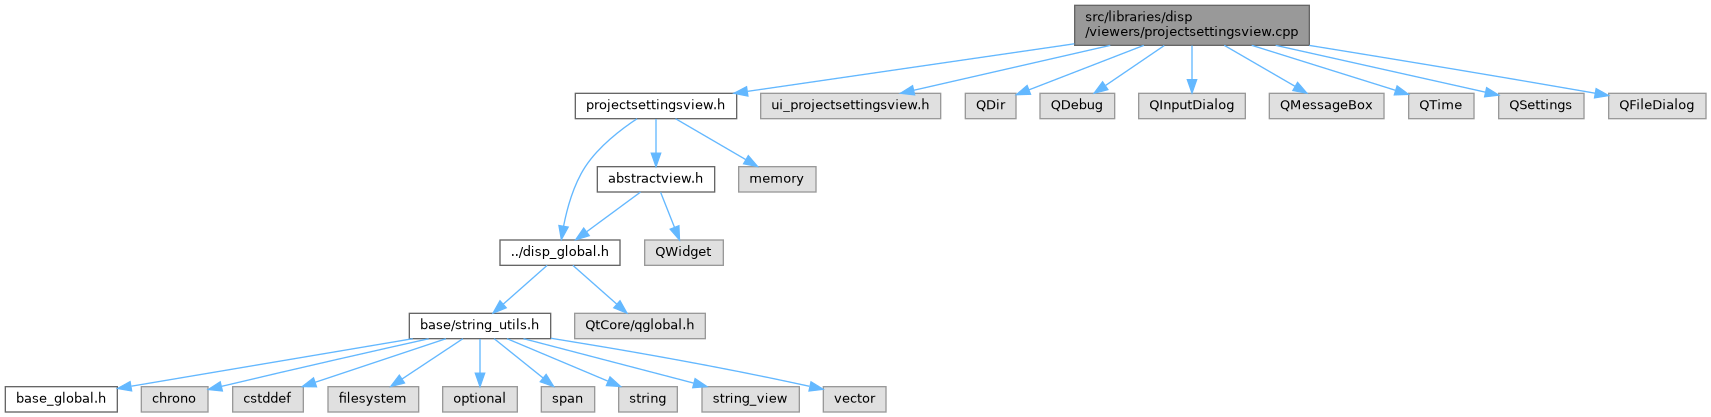 src/libraries/disp
/viewers/projectsettingsview.cpp
projectsettingsview.h
ui_projectsettingsview.h
QDir
QDebug
QInputDialog
QMessageBox
QTime
QSettings
QFileDialog
abstractview.h
memory
../disp_global.h
QWidget
base/string_utils.h
QtCore/qglobal.h
base_global.h
chrono
cstddef
filesystem
optional
span
string
string_view
vector